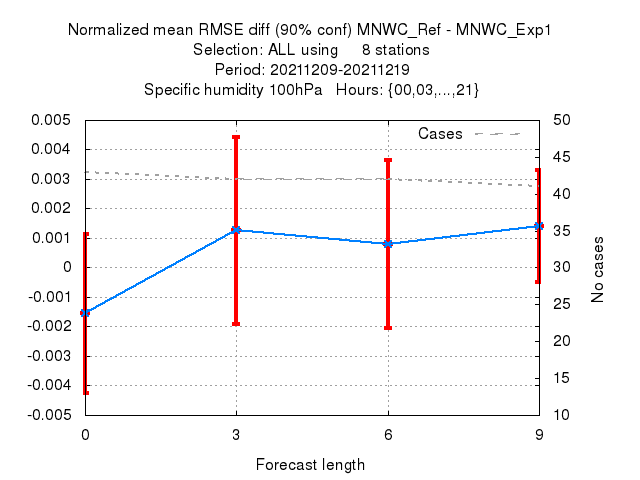 Normalized mean RMSE diff (90% conf) MNWC_Ref - MNWC_Exp1
Selection: ALL using     8 stations
Period: 20211209-20211219
Specific humidity 100hPa   Hours: {00,03,...,21}
Cases
0.005
0.004
0.003
0.002
0.001
0
-0.001
-0.002
-0.003
-0.004
-0.005
50
45
40
35
30
25
20
15
10
No cases
0 3 6 9
Forecast length